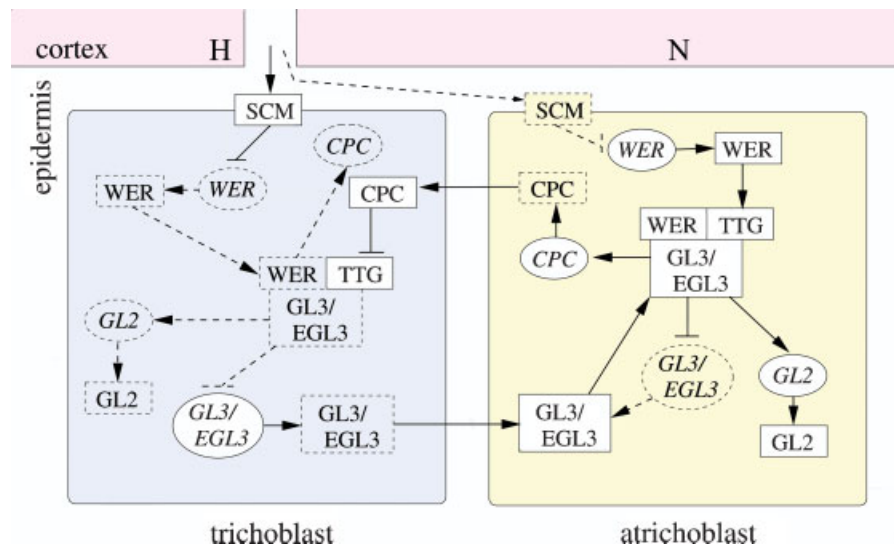 cortex
H
N
epidermis
SCM
CPC
WER
WER
CPC
WER
TTG
GL3/
EGL3
GL2
GL2
GL3/
EGL3
GL3/
EGL3
trichoblast
SCM
WER
WER
CPC
WER
TTG
GL3/
EGL3
CPC
GL3/
EGL3
GL2
GL3/
EGL3
GL2
atrichoblast